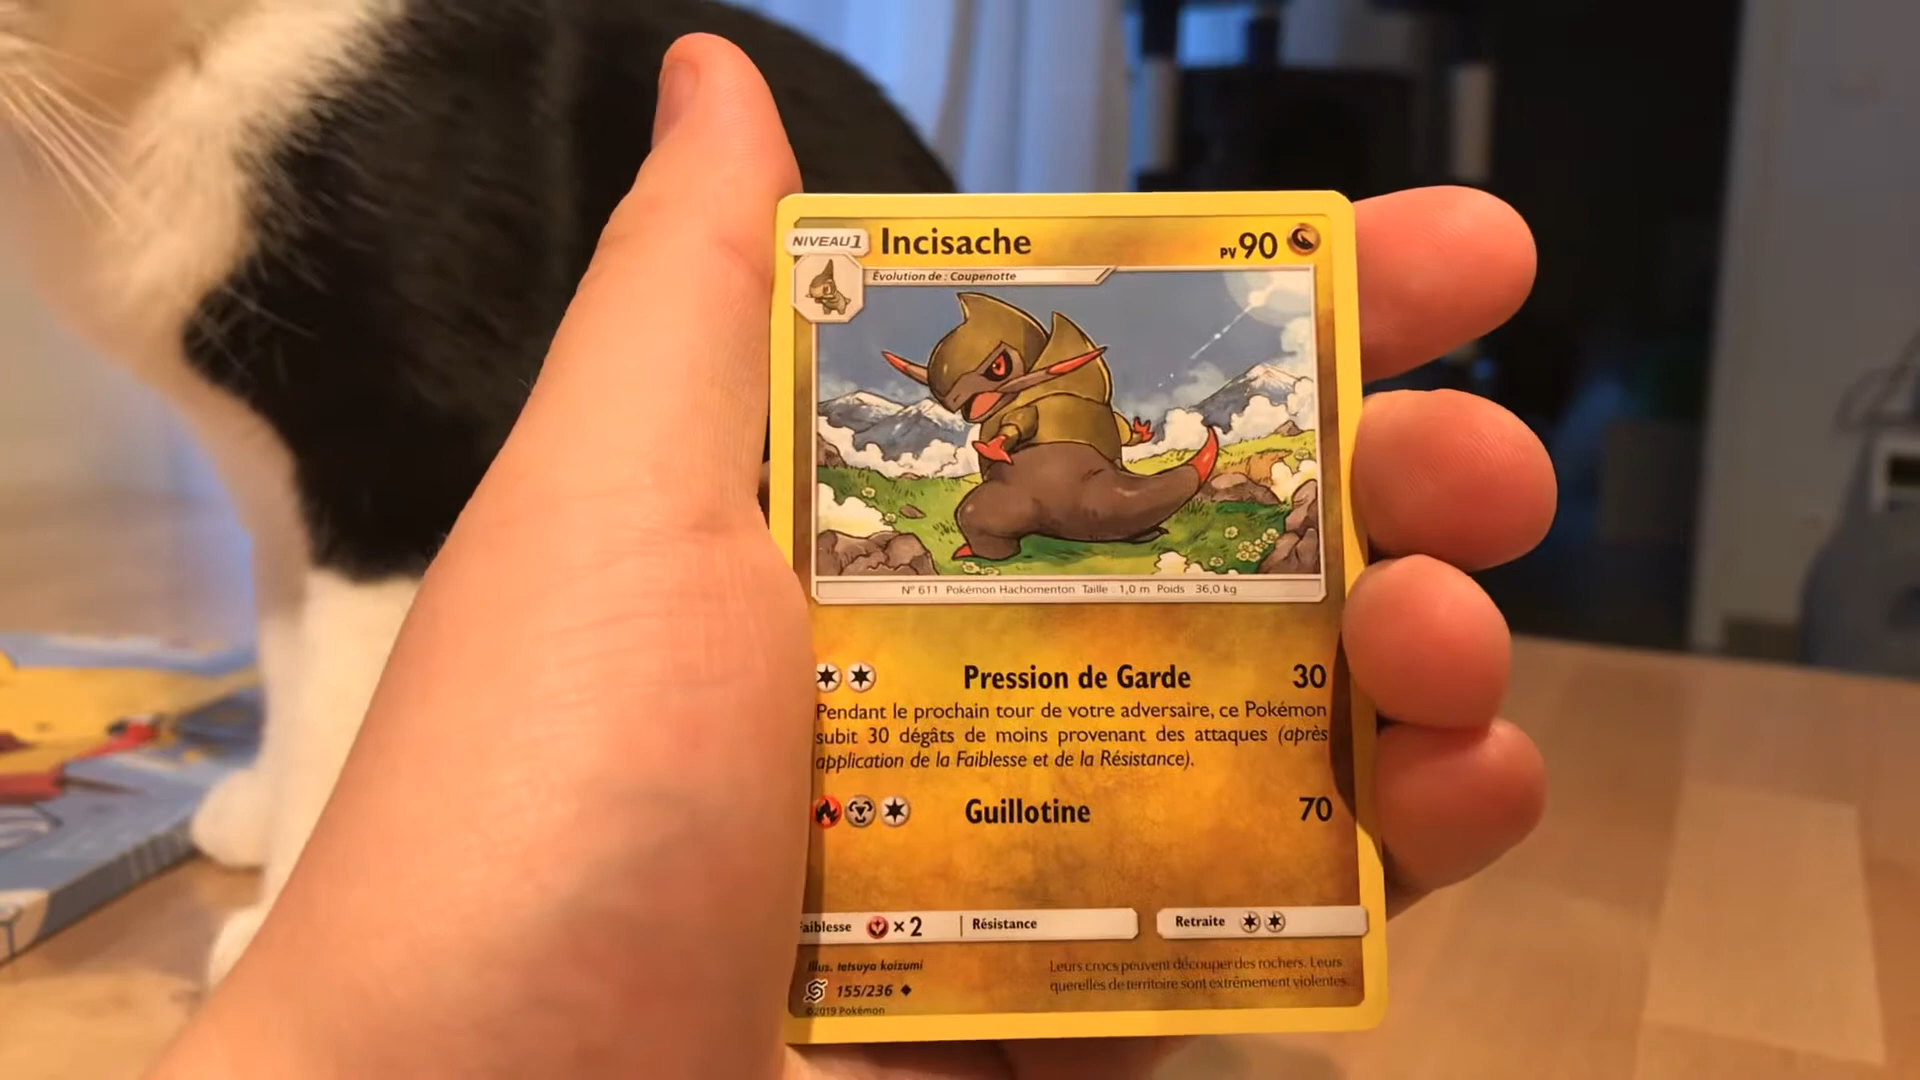 NIVEAU 1 Incisache PV 90
Évolution de : Coupenotte
N° 611 Pokémon Hachomenton Taille : 1,0 m Poids : 36,0 kg
Pression de Garde 30
Pendant le prochain tour de votre adversaire, ce Pokémon
subit 30 dégâts de moins provenant des attaques (après
application de la Faiblesse et de la Résistance).
Guillotine 70
aiblesse ×2 Résistance Retraite
Illus. tetsuya koizumi
Leurs crocs peuvent découper des rochers. Leurs
querelles de territoire sont extrêmement violentes.
155/236
©2019 Pokémon